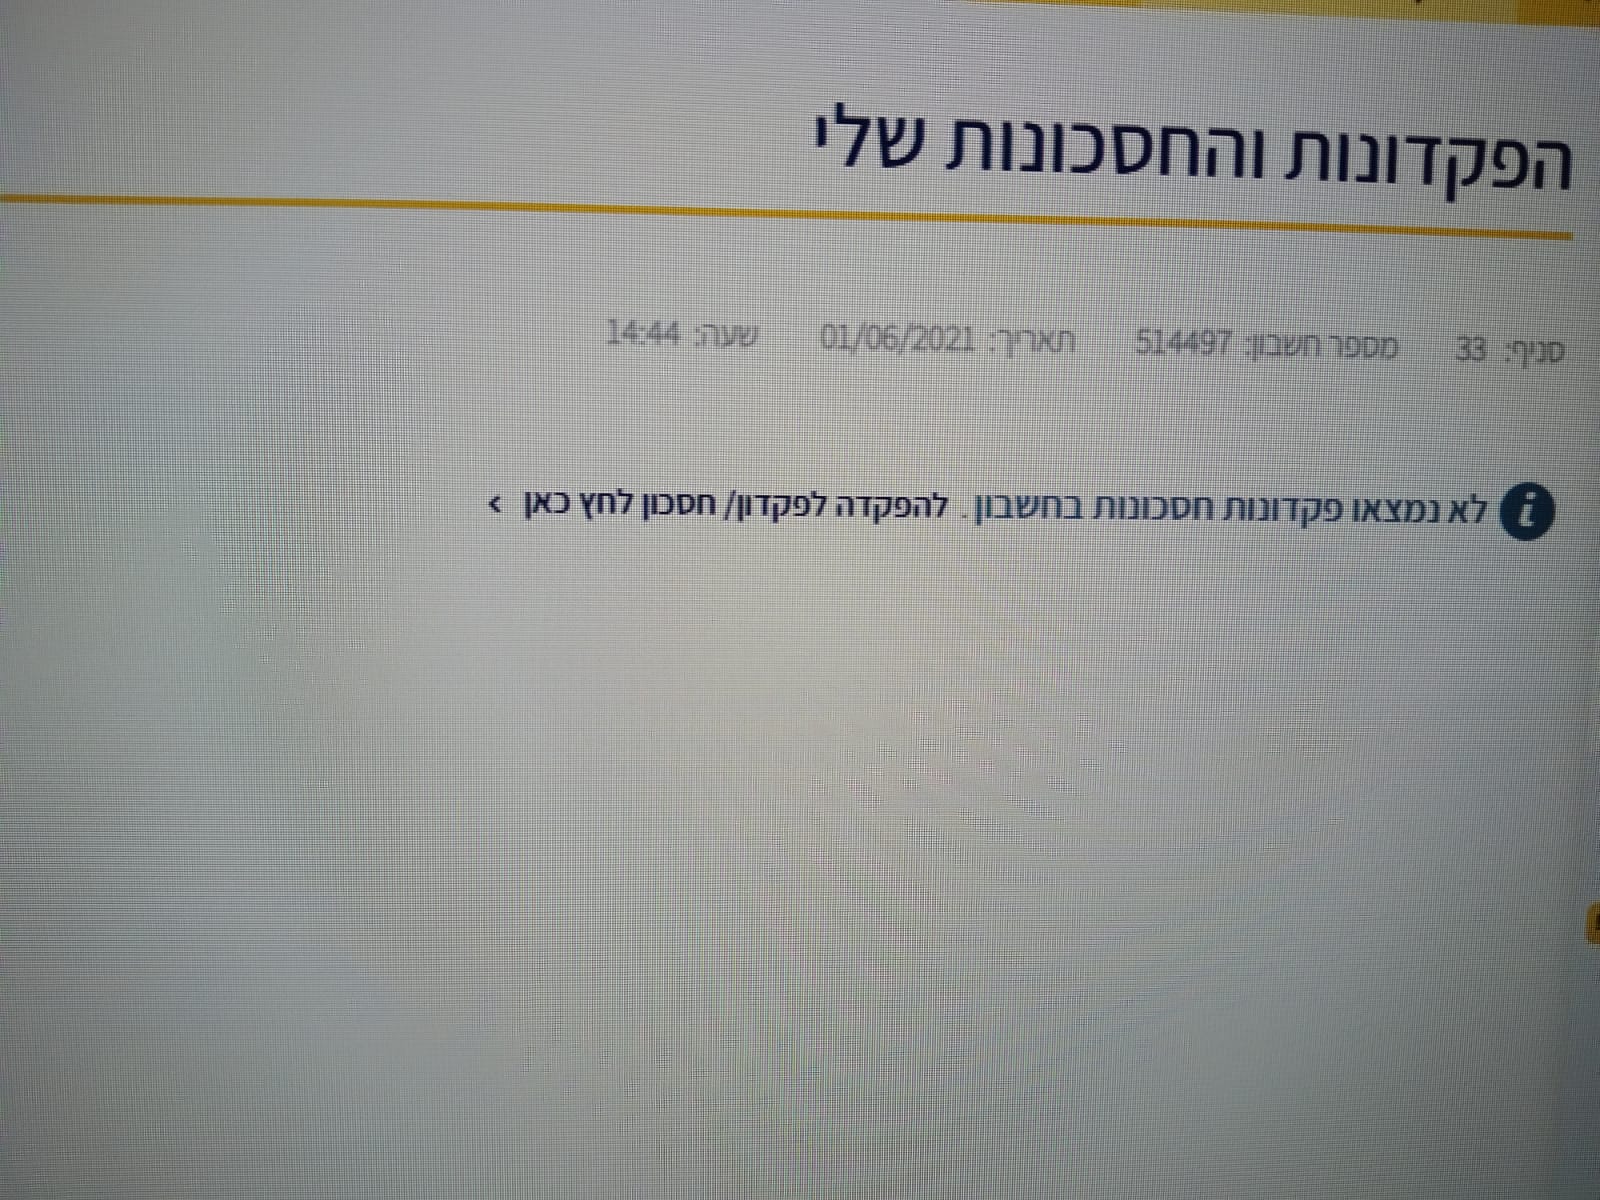 הפקדונות והחסכונות שלי
סניף: 33 מספר חשבון: 514497 תאריך: 01/06/2021 שעה: 14:44
לא נמצאו פקדונות חסכונות בחשבון. להפקדה לפקדון/ חסכון לחץ כאן >